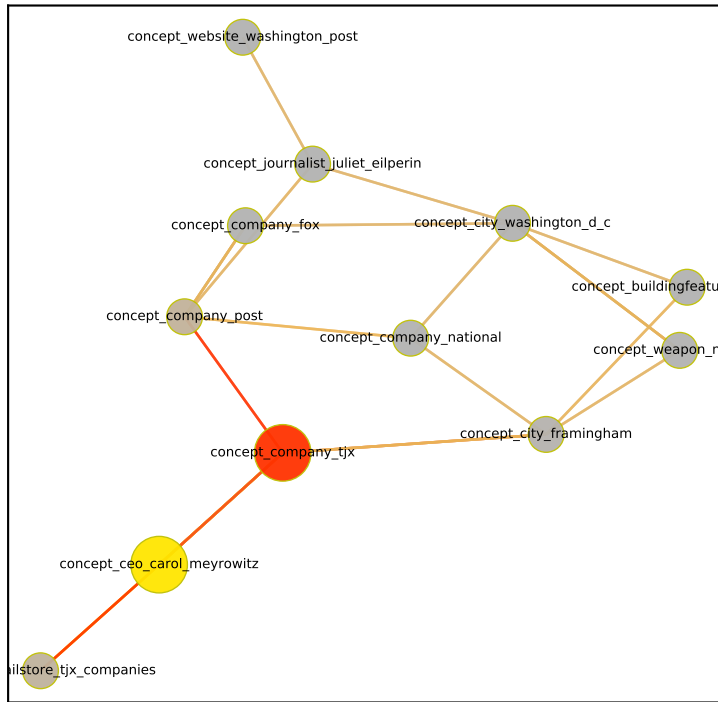 concept_website_washington_post
concept_journalist_juliet_eilperin
concept_company_fox
concept_city_washington_d_c
concept_buildingfeatu
concept_company_post
concept_company_national
concept_weapon_n
concept_city_framingham
concept_company_tjx
concept_ceo_carol_meyrowitz
ilstore_tjx_companies